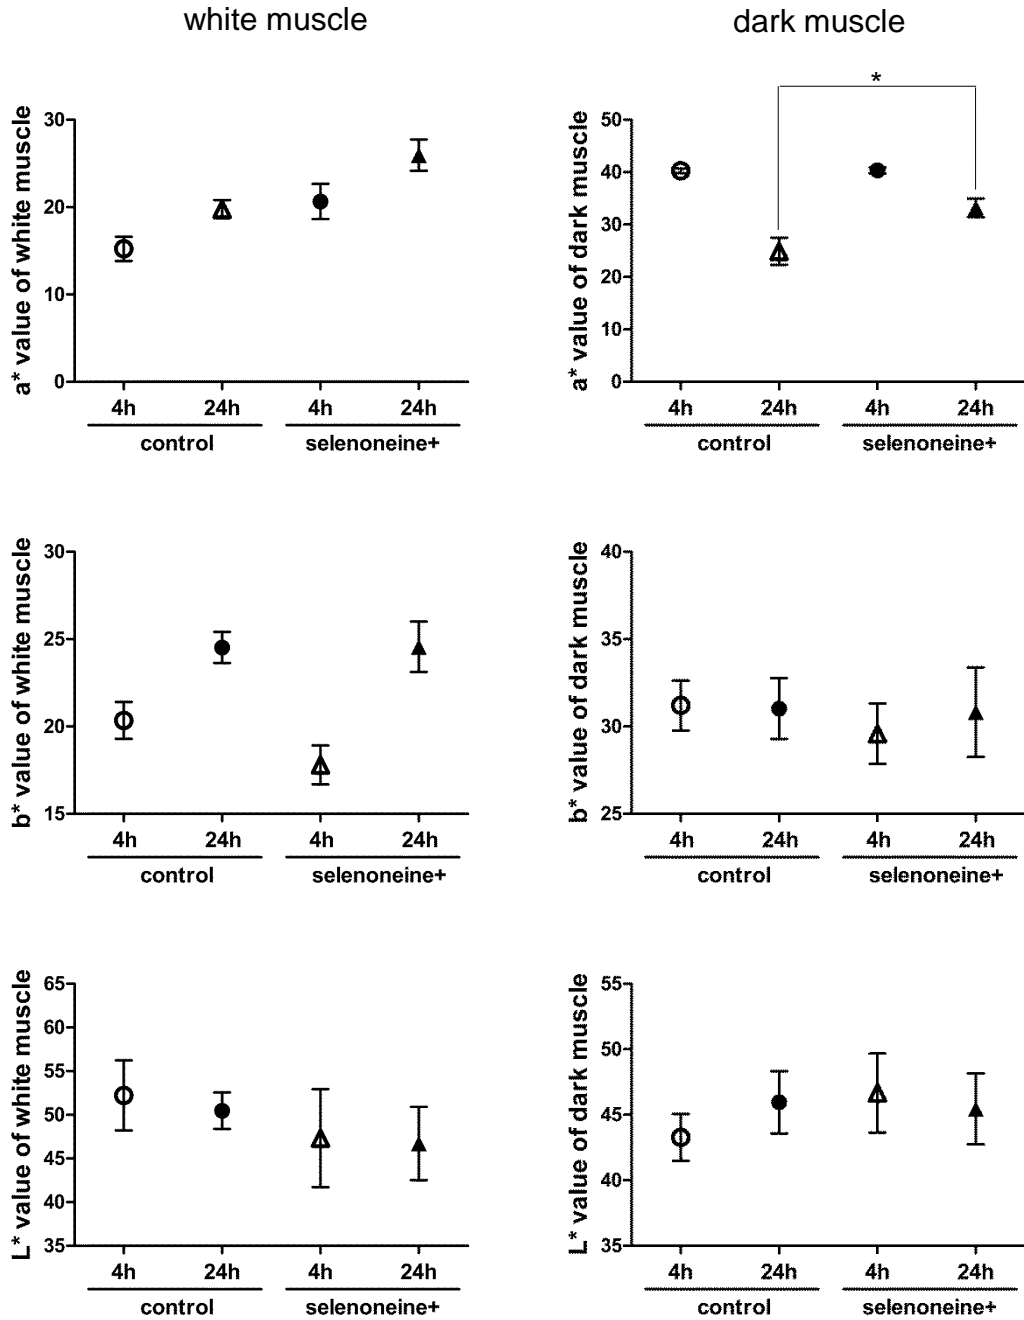 white muscle
dark muscle
*
a* value of white muscle
30
20
10
0
4h 24h 4h 24h
control selenoneine+
a* value of dark muscle
50
40
30
20
10
0
4h 24h 4h 24h
control selenoneine+
b* value of white muscle
30
25
20
15
4h 24h 4h 24h
control selenoneine+
b* value of dark muscle
40
35
30
25
4h 24h 4h 24h
control selenoneine+
L* value of white muscle
65
60
55
50
45
40
35
4h 24h 4h 24h
control selenoneine+
L* value of dark muscle
55
50
45
40
35
4h 24h 4h 24h
control selenoneine+